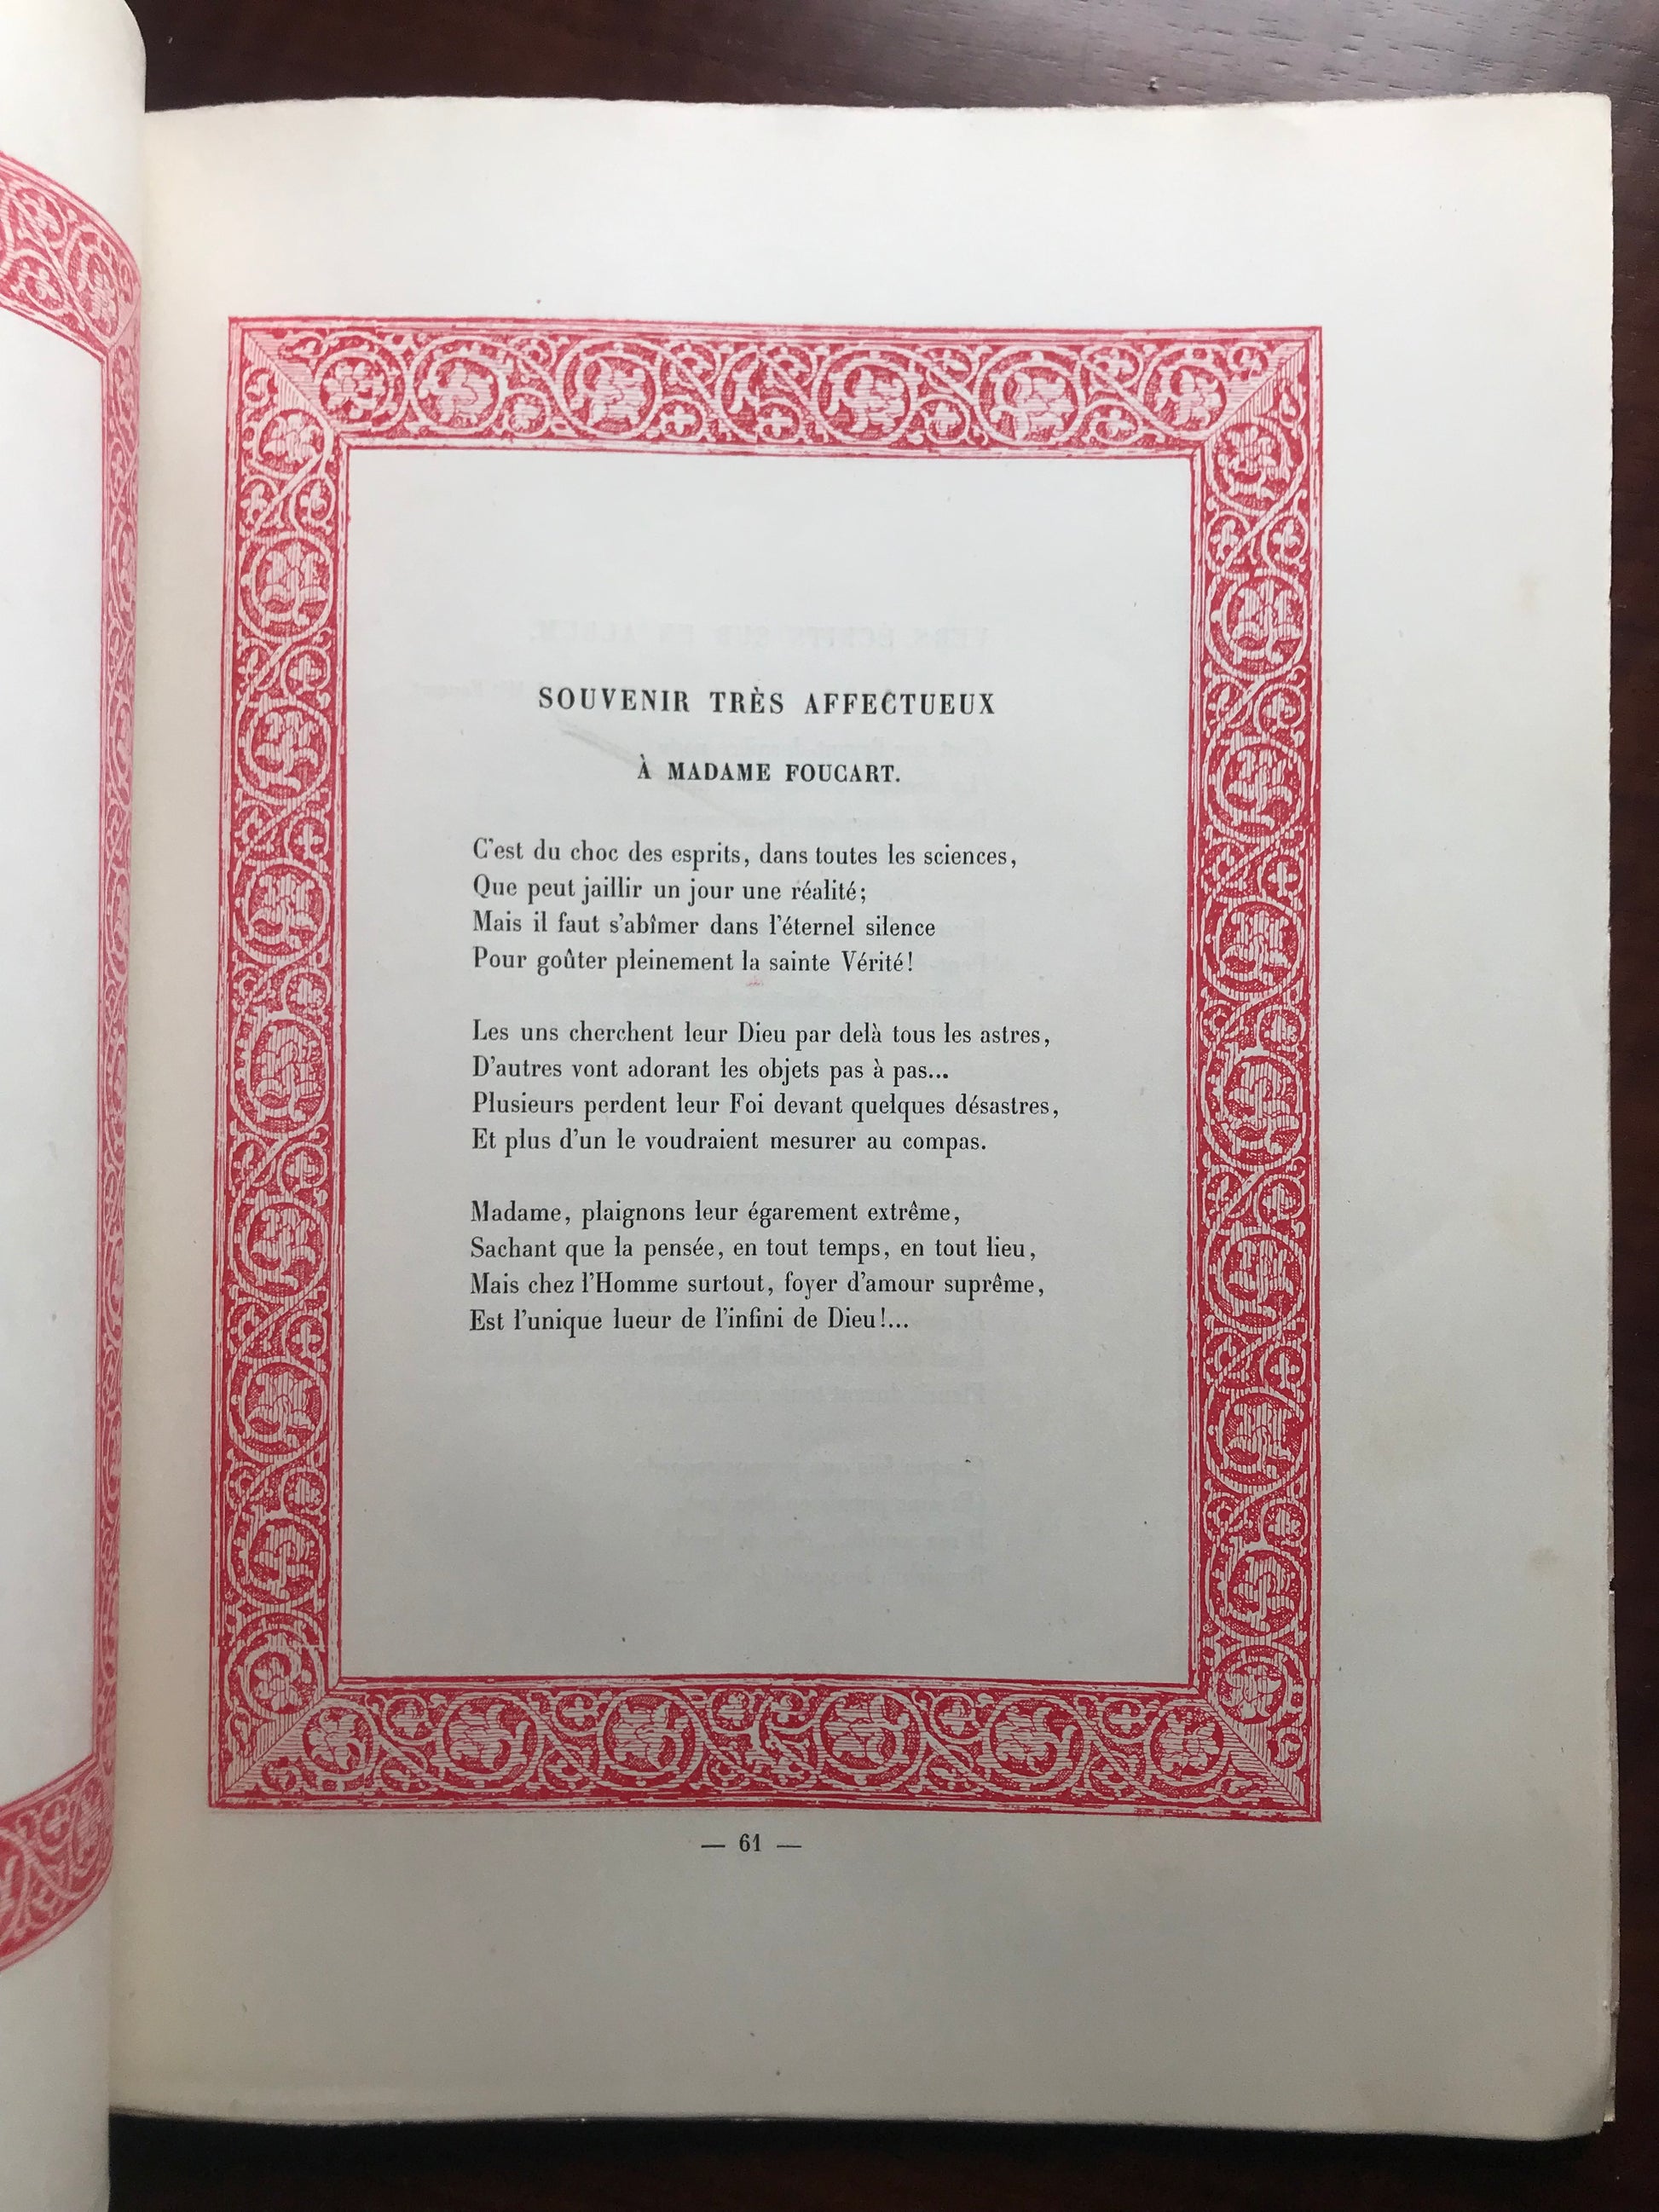 SOUVENIR TRÈS AFFECTUEUX
À MADAME FOUCART.
C'est du choc des esprits, dans toutes les sciences,
Que peut jaillir un jour une réalité;
Mais il faut s'abîmer dans l'éternel silence
Pour goûter pleinement la sainte Vérité!
Les uns cherchent leur Dieu par delà tous les astres,
D'autres vont adorant les objets pas à pas...
Plusieurs perdent leur Foi devant quelques désastres,
Et plus d'un le voudraient mesurer au compas.
Madame, plaignons leur égarement extrême,
Sachant que la pensée, en tout temps, en tout lieu,
Mais chez l'Homme surtout, foyer d'amour suprême,
Est l'unique lueur de l'infini de Dieu!...
— 61 —